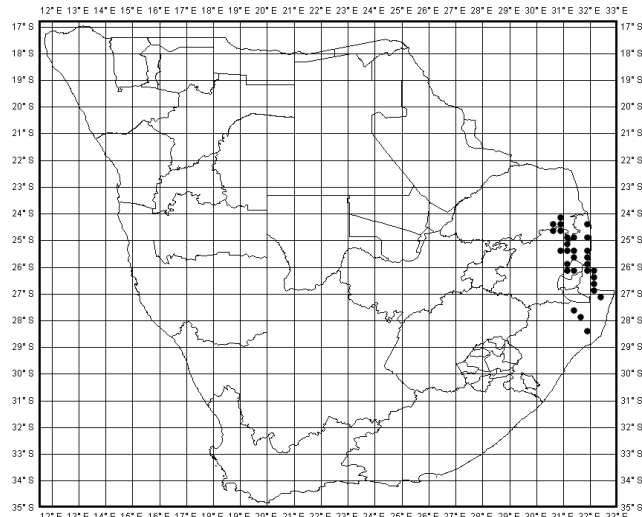 12° E 13° E 14° E 15° E 16° E 17° E 18° E 19° E 20° E 21° E 22° E 23° E 24° E 25° E 26° E 27° E 28° E 29° E 30° E 31° E 32° E 33° E
17° S 17° S
18° S 18° S
19° S 19° S
20° S 20° S
21° S 21° S
22° S 22° S
23° S 23° S
24° S 24° S
25° S 25° S
26° S 26° S
27° S 27° S
28° S 28° S
29° S 29° S
30° S 30° S
31° S 31° S
32° S 32° S
33° S 33° S
34° S 34° S
35° S 35° S
12° E 13° E 14° E 15° E 16° E 17° E 18° E 19° E 20° E 21° E 22° E 23° E 24° E 25° E 26° E 27° E 28° E 29° E 30° E 31° E 32° E 33° E